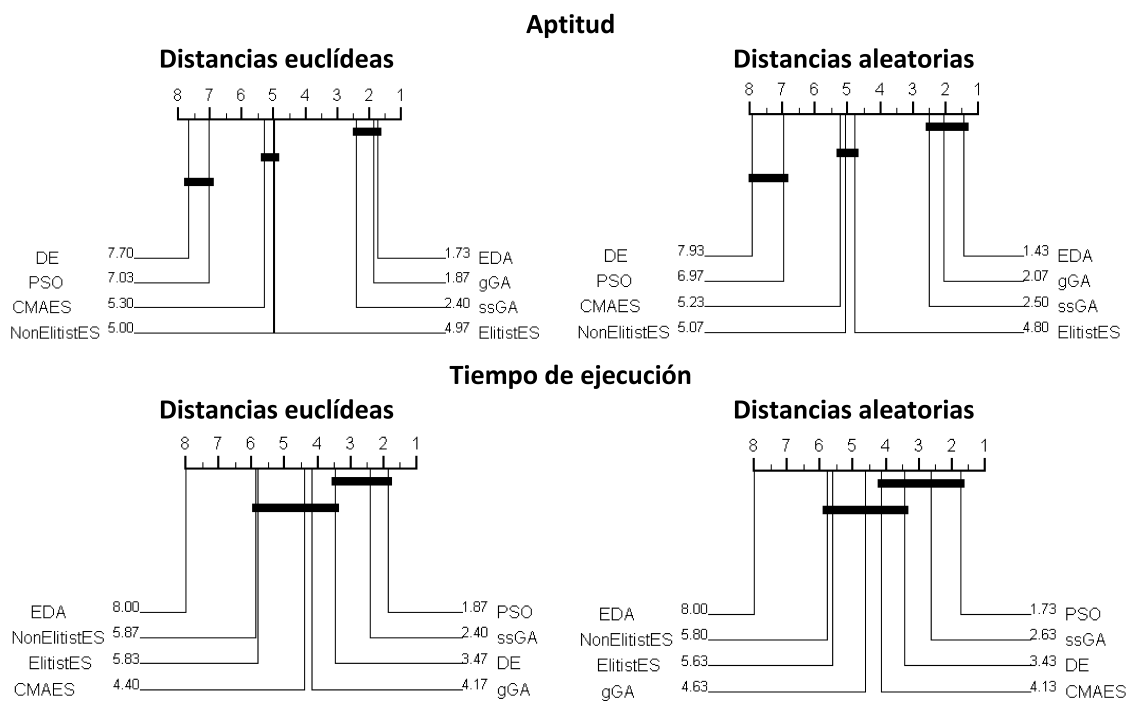 Aptitud
Distancias euclídeas
8 7 6 5 4 3 2 1
DE 7.70
PSO 7.03
CMAES 5.30
NonElitistES 5.00
1.73 EDA
1.87 gGA
2.40 ssGA
4.97 ElitistES
Distancias aleatorias
8 7 6 5 4 3 2 1
DE 7.93
PSO 6.97
CMAES 5.23
NonElitistES 5.07
1.43 EDA
2.07 gGA
2.50 ssGA
4.80 ElitistES
Tiempo de ejecución
Distancias euclídeas
8 7 6 5 4 3 2 1
EDA 8.00
NonElitistES 5.87
ElitistES 5.83
CMAES 4.40
1.87 PSO
2.40 ssGA
3.47 DE
4.17 gGA
Distancias aleatorias
8 7 6 5 4 3 2 1
EDA 8.00
NonElitistES 5.80
ElitistES 5.63
gGA 4.63
1.73 PSO
2.63 ssGA
3.43 DE
4.13 CMAES